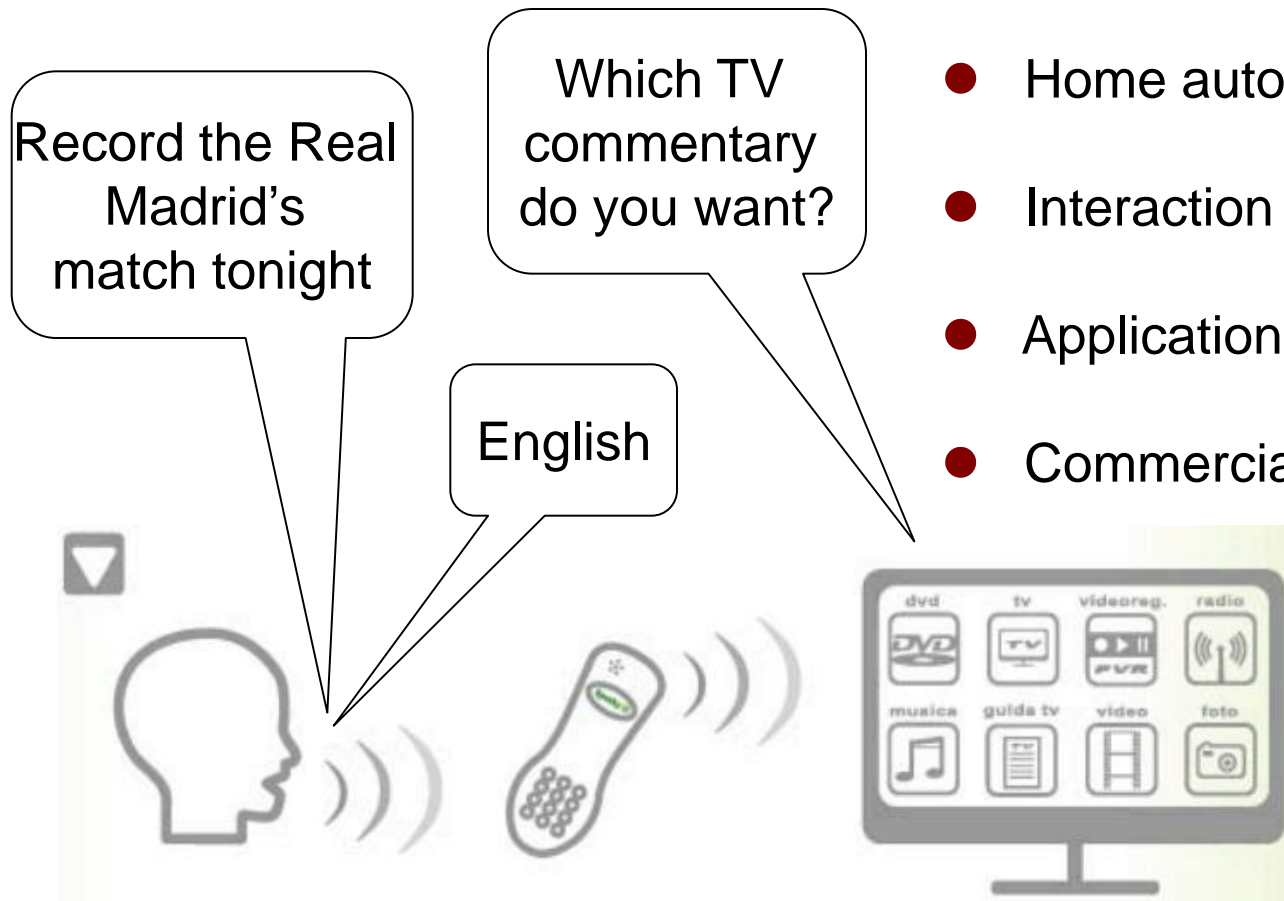 Record the Real
Madrid's
match tonight
Which TV
commentary
do you want?
English
● Home auto
● Interaction
● Application
● Commercia
dvd tv videoreg. radio
DVD TV PVR
musica guida tv video foto